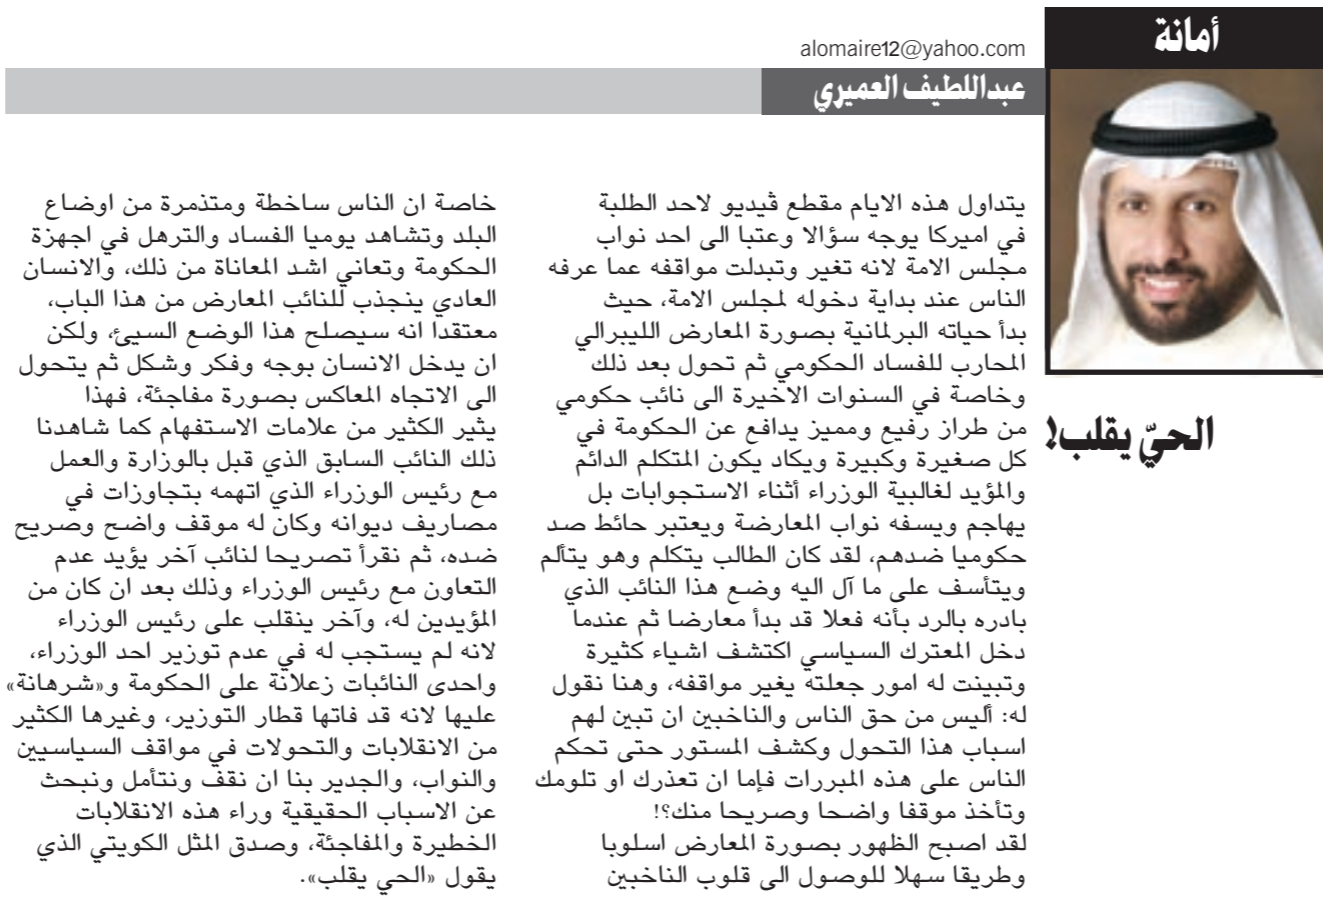 أمانة
alomaire12@yahoo.com
عبداللطيف العميري
الحيّ يقلب!
يتداول هذه الايام مقطع ڤيديو لاحد الطلبة
في اميركا يوجه سؤالا وعتبا الى احد نواب
مجلس الامة لانه تغير وتبدلت مواقفه عما عرفه
الناس عند بداية دخوله لمجلس الامة، حيث
بدأ حياته البرلمانية بصورة المعارض الليبرالي
المحارب للفساد الحكومي ثم تحول بعد ذلك
وخاصة في السنوات الاخيرة الى نائب حكومي
من طراز رفيع ومميز يدافع عن الحكومة في
كل صغيرة وكبيرة ويكاد يكون المتكلم الدائم
والمؤيد لغالبية الوزراء أثناء الاستجوابات بل
يهاجم ويسفه نواب المعارضة ويعتبر حائط صد
حكوميا ضدهم، لقد كان الطالب يتكلم وهو يتألم
ويتأسف على ما آل اليه وضع هذا النائب الذي
بادره بالرد بأنه فعلا قد بدأ معارضا ثم عندما
دخل المعترك السياسي اكتشف اشياء كثيرة
وتبينت له امور جعلته يغير مواقفه، وهنا نقول
له: أليس من حق الناس والناخبين ان تبين لهم
اسباب هذا التحول وكشف المستور حتى تحكم
الناس على هذه المبررات فإما ان تعذرك او تلومك
وتأخذ موقفا واضحا وصريحا منك؟!
لقد اصبح الظهور بصورة المعارض اسلوبا
وطريقا سهلا للوصول الى قلوب الناخبين
خاصة ان الناس ساخطة ومتذمرة من اوضاع
البلد وتشاهد يوميا الفساد والترهل في اجهزة
الحكومة وتعاني اشد المعاناة من ذلك، والانسان
العادي ينجذب للنائب المعارض من هذا الباب،
معتقدا انه سيصلح هذا الوضع السيئ، ولكن
ان يدخل الانسان بوجه وفكر وشكل ثم يتحول
الى الاتجاه المعاكس بصورة مفاجئة، فهذا
يثير الكثير من علامات الاستفهام كما شاهدنا
ذلك النائب السابق الذي قبل بالوزارة والعمل
مع رئيس الوزراء الذي اتهمه بتجاوزات في
مصاريف ديوانه وكان له موقف واضح وصريح
ضده، ثم نقرأ تصريحا لنائب آخر يؤيد عدم
التعاون مع رئيس الوزراء وذلك بعد ان كان من
المؤيدين له، وآخر ينقلب على رئيس الوزراء
لانه لم يستجب له في عدم توزير احد الوزراء،
واحدى النائبات زعلانة على الحكومة و«شرهانة»
عليها لانه قد فاتها قطار التوزير، وغيرها الكثير
من الانقلابات والتحولات في مواقف السياسيين
والنواب، والجدير بنا ان نقف ونتأمل ونبحث
عن الاسباب الحقيقية وراء هذه الانقلابات
الخطيرة والمفاجئة، وصدق المثل الكويتي الذي
يقول «الحي يقلب».